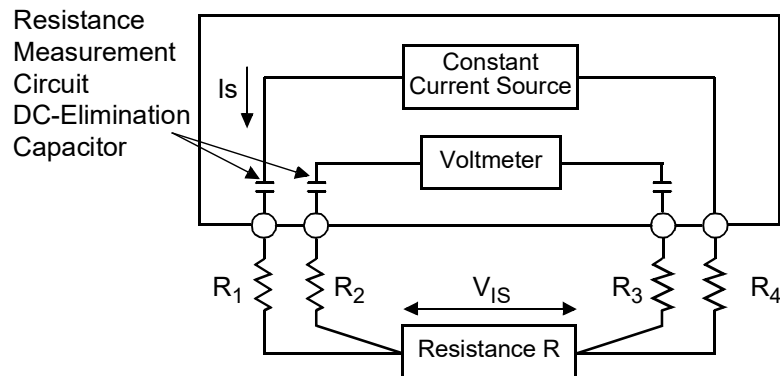 Resistance
Measurement
Circuit
DC-Elimination
Capacitor
Is
Constant
Current Source
Voltmeter
R1
R2
VIS
R3
R4
Resistance R